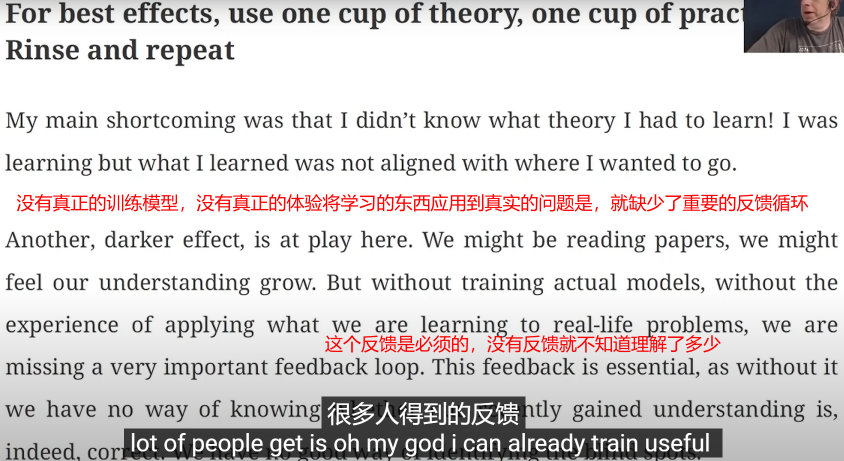 For best effects, use one cup of theory, one cup of
Rinse and repeat
My main shortcoming was that I didn't know what theory I had to learn! I was
learning but what I learned was not aligned with where I wanted to go.
没有真正的训练模型，没有真正的体验将学习的东西应用到真实的问题是，就缺少了重要的反馈循环
Another, darker effect, is at play here. We might be reading papers, we might
feel our understanding grow. But without training actual models, without the
experience of applying what we are learning to real-life problems, we are
这个反馈是必须的，没有反馈就不知道理解了多少
missing a very important feedback loop. This feedback is essential, as without it
we have no way of knowing gained understanding is,
很多人得到的反馈
indeed,
lot of people get is oh my god i can already train useful